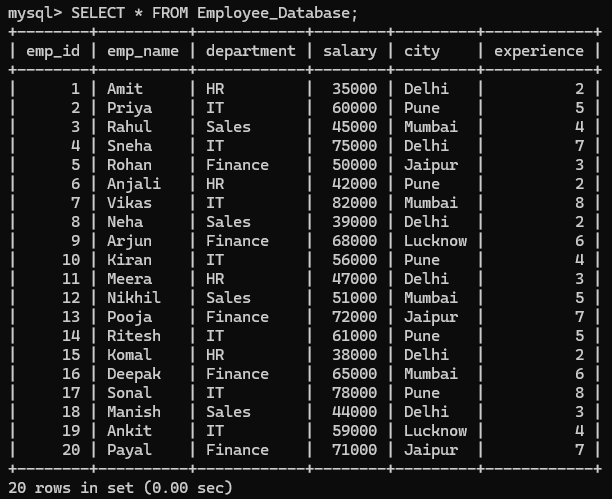 mysql> SELECT * FROM Employee_Database;
+--------+----------+------------+--------+---------+------------+
| emp_id | emp_name | department | salary | city    | experience |
+--------+----------+------------+--------+---------+------------+
|      1 | Amit     | HR         |  35000 | Delhi   |          2 |
|      2 | Priya    | IT         |  60000 | Pune    |          5 |
|      3 | Rahul    | Sales      |  45000 | Mumbai  |          4 |
|      4 | Sneha    | IT         |  75000 | Delhi   |          7 |
|      5 | Rohan    | Finance    |  50000 | Jaipur  |          3 |
|      6 | Anjali   | HR         |  42000 | Pune    |          2 |
|      7 | Vikas    | IT         |  82000 | Mumbai  |          8 |
|      8 | Neha     | Sales      |  39000 | Delhi   |          2 |
|      9 | Arjun    | Finance    |  68000 | Lucknow |          6 |
|     10 | Kiran    | IT         |  56000 | Pune    |          4 |
|     11 | Meera    | HR         |  47000 | Delhi   |          3 |
|     12 | Nikhil   | Sales      |  51000 | Mumbai  |          5 |
|     13 | Pooja    | Finance    |  72000 | Jaipur  |          7 |
|     14 | Ritesh   | IT         |  61000 | Pune    |          5 |
|     15 | Komal    | HR         |  38000 | Delhi   |          2 |
|     16 | Deepak   | Finance    |  65000 | Mumbai  |          6 |
|     17 | Sonal    | IT         |  78000 | Pune    |          8 |
|     18 | Manish   | Sales      |  44000 | Delhi   |          3 |
|     19 | Ankit    | IT         |  59000 | Lucknow |          4 |
|     20 | Payal    | Finance    |  71000 | Jaipur  |          7 |
+--------+----------+------------+--------+---------+------------+
20 rows in set (0.00 sec)